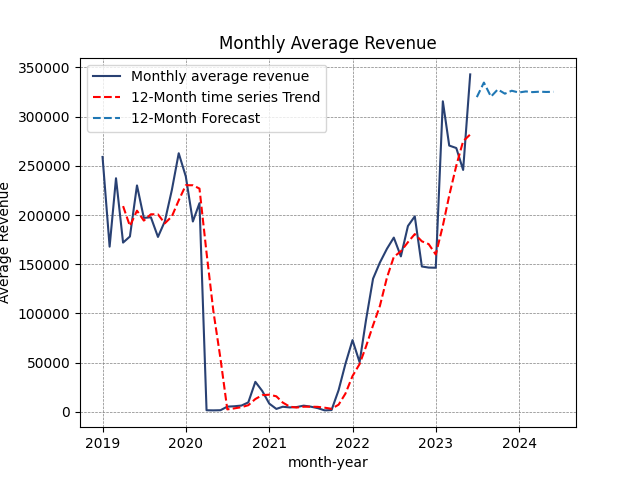 Monthly Average Revenue
Monthly average revenue
12-Month time series Trend
12-Month Forecast
350000
300000
250000
200000
150000
100000
50000
0
Average Revenue
2019 2020 2021 2022 2023 2024
month-year